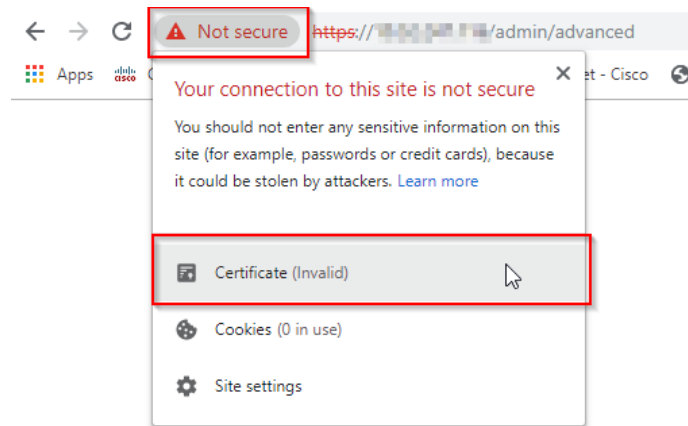 Not secure https:// /admin/advanced
Apps cisco et - Cisco
Your connection to this site is not secure
You should not enter any sensitive information on this
site (for example, passwords or credit cards), because
it could be stolen by attackers. Learn more
Certificate (Invalid)
Cookies (0 in use)
Site settings